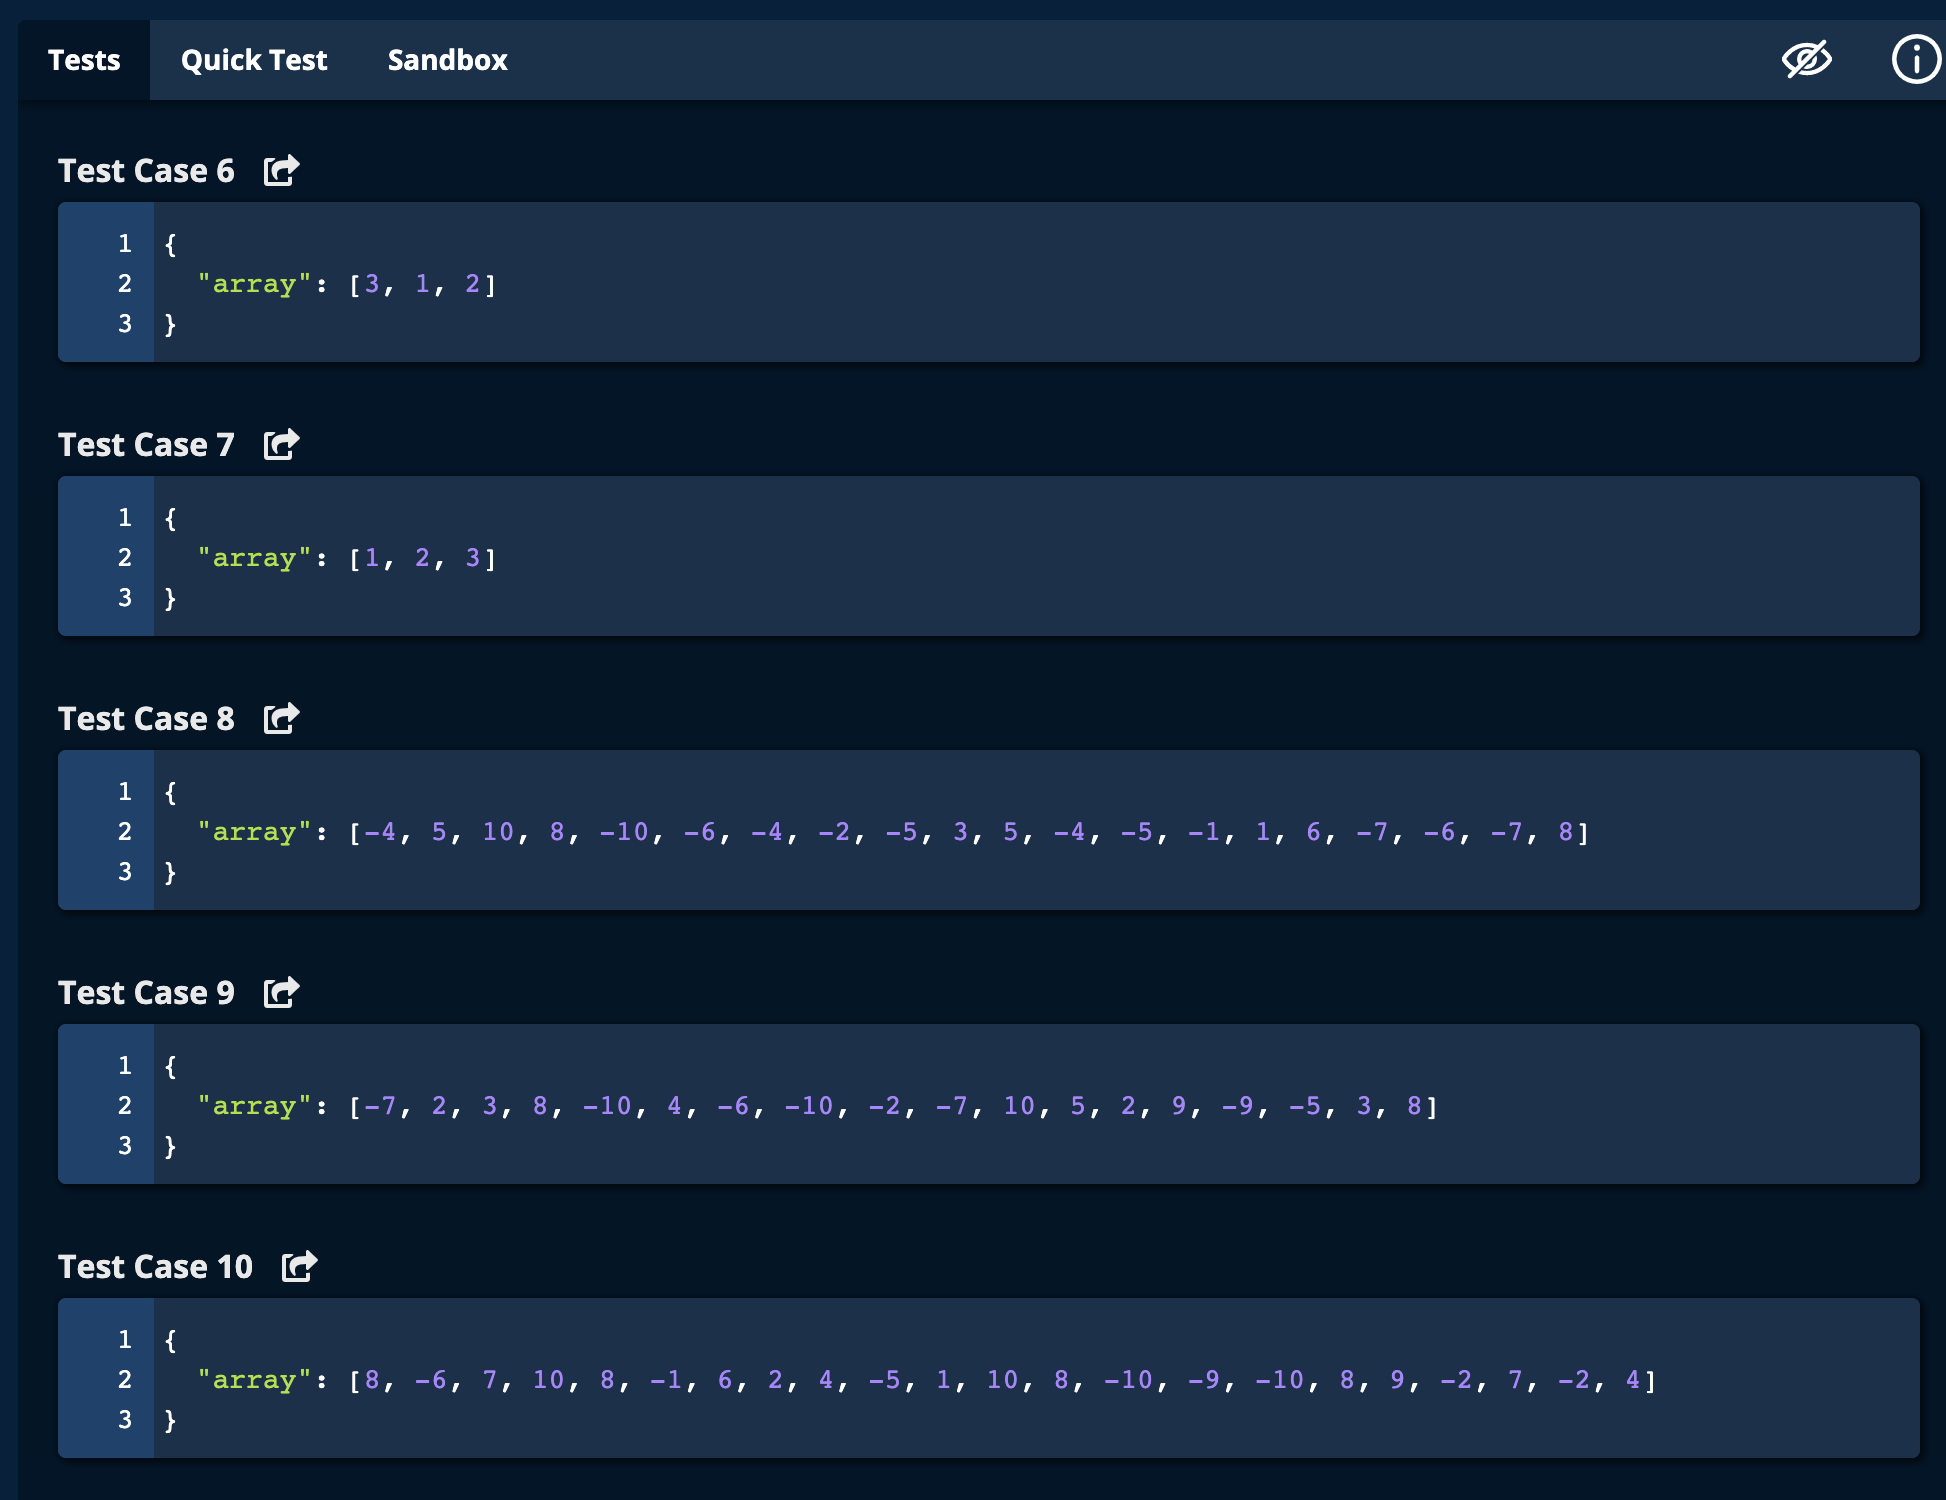 Tests Quick Test Sandbox
Test Case 6
1 {
2 "array": [3, 1, 2]
3 }
Test Case 7
1 {
2 "array": [1, 2, 3]
3 }
Test Case 8
1 {
2 "array": [-4, 5, 10, 8, -10, -6, -4, -2, -5, 3, 5, -4, -5, -1, 1, 6, -7, -6, -7, 8]
3 }
Test Case 9
1 {
2 "array": [-7, 2, 3, 8, -10, 4, -6, -10, -2, -7, 10, 5, 2, 9, -9, -5, 3, 8]
3 }
Test Case 10
1 {
2 "array": [8, -6, 7, 10, 8, -1, 6, 2, 4, -5, 1, 10, 8, -10, -9, -10, 8, 9, -2, 7, -2, 4]
3 }